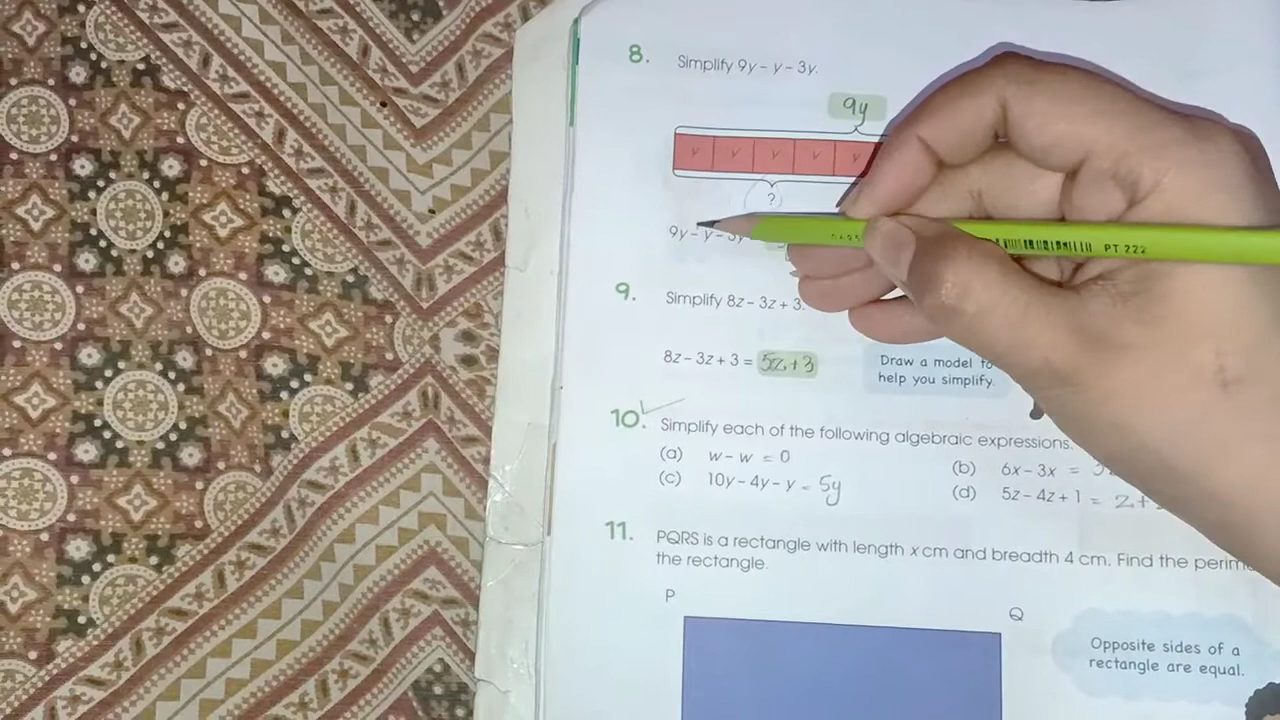 8. Simplify 9y – y – 3y.
9y
y y y y y
?
9y – y – 3y
PT 222
9. Simplify 8z – 3z + 3.
8z – 3z + 3 = 5z + 3
Draw a model to
help you simplify.
10. Simplify each of the following algebraic expressions.
(a) w – w = 0
(b) 6x – 3x =
(c) 10y – 4y – y = 5y
(d) 5z – 4z + 1 = z +
11. PQRS is a rectangle with length x cm and breadth 4 cm. Find the
the rectangle.
P
Q
Opposite sides of a
rectangle are equal.